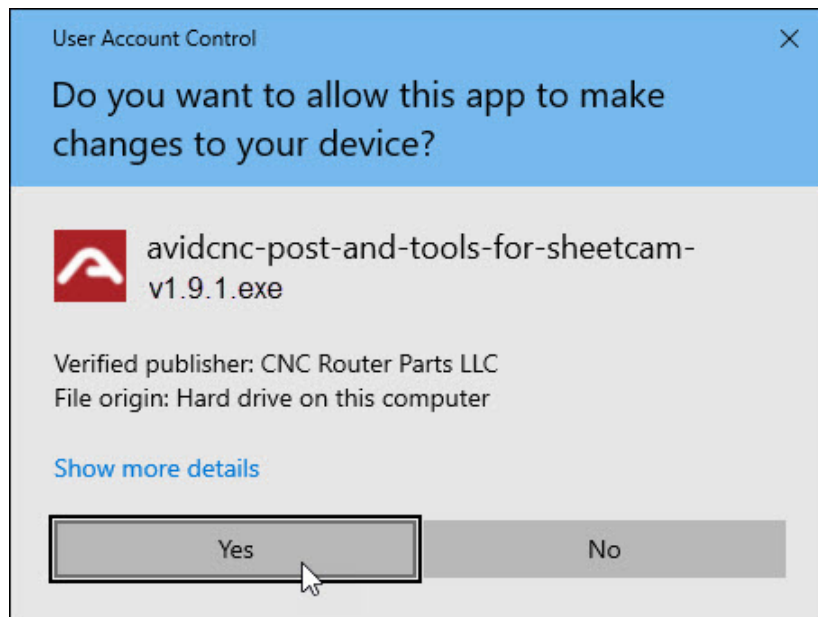 User Account Control
Do you want to allow this app to make
changes to your device?
avidcnc-post-and-tools-for-sheetcam-
v1.9.1.exe
Verified publisher: CNC Router Parts LLC
File origin: Hard drive on this computer
Show more details
Yes
No